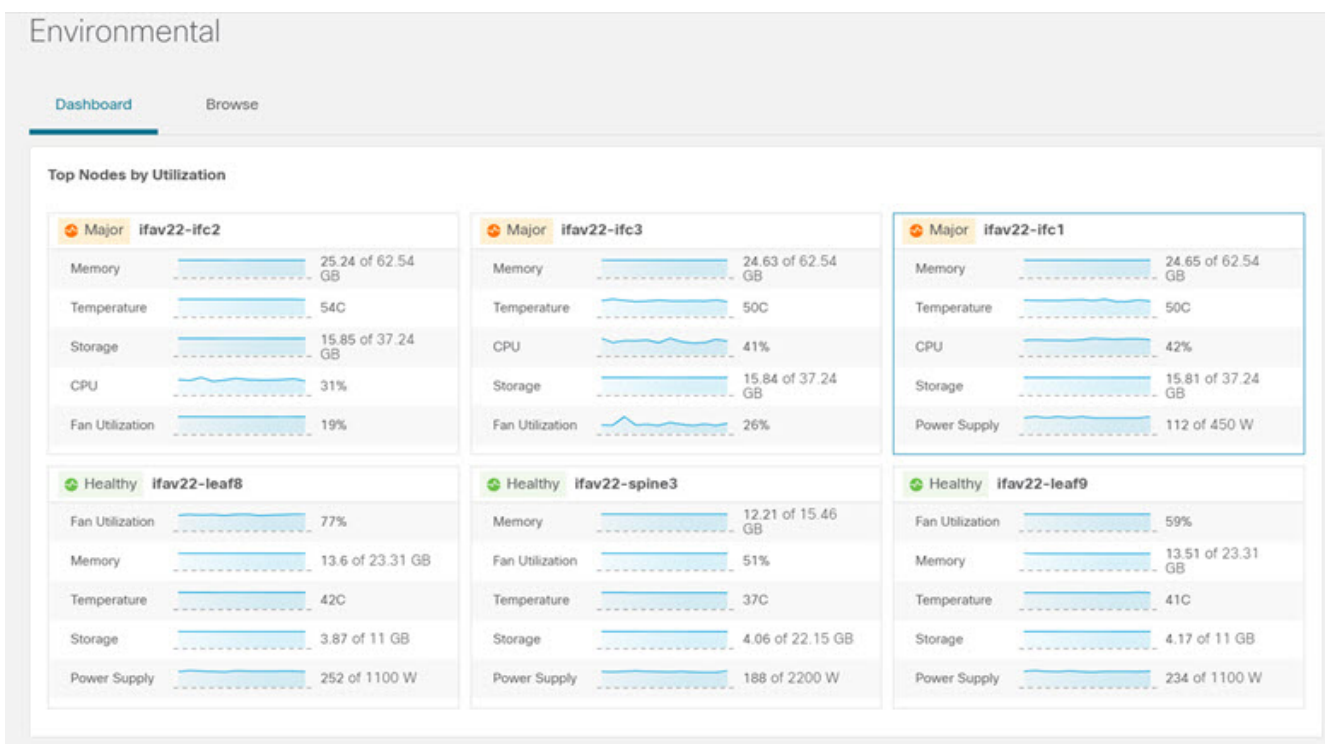 Environmental
Dashboard Browse
Top Nodes by Utilization
Major ifav22-ifc2
Memory 25.24 of 62.54 GB
Temperature 54C
Storage 15.85 of 37.24 GB
CPU 31%
Fan Utilization 19%
Major ifav22-ifc3
Memory 24.63 of 62.54 GB
Temperature 50C
CPU 41%
Storage 15.84 of 37.24 GB
Fan Utilization 26%
Major ifav22-ifc1
Memory 24.65 of 62.54 GB
Temperature 50C
CPU 42%
Storage 15.81 of 37.24 GB
Power Supply 112 of 450 W
Healthy ifav22-leaf8
Fan Utilization 77%
Memory 13.6 of 23.31 GB
Temperature 42C
Storage 3.87 of 11 GB
Power Supply 252 of 1100 W
Healthy ifav22-spine3
Memory 12.21 of 15.46 GB
Fan Utilization 51%
Temperature 37C
Storage 4.06 of 22.15 GB
Power Supply 188 of 2200 W
Healthy ifav22-leaf9
Fan Utilization 59%
Memory 13.51 of 23.31 GB
Temperature 41C
Storage 4.17 of 11 GB
Power Supply 234 of 1100 W